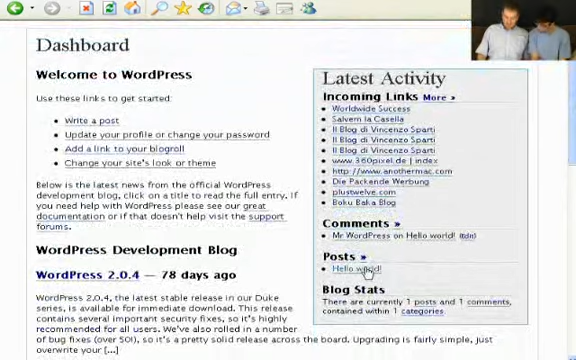 Dashboard
Welcome to WordPress
Use these links to get started:
Write a post
Update your profile or change your password
Add a link to your blogroll
Change your site's look or theme
Below is the latest news from the official WordPress
development blog, click on a title to read the full entry. If
you need help with WordPress please see our great
documentation or if that doesn't help visit the support
forums.
WordPress Development Blog
WordPress 2.0.4 — 78 days ago
WordPress 2.0.4, the latest stable release in our Duke
series, is available for immediate download. This release
contains several important security fixes, so it's highly
recommended for all users. We've also rolled in a number
of bug fixes (over 50!), so it's a pretty solid release across the board. Upgrading is fairly simple, just
overwrite your [...]
Latest Activity
Incoming Links More »
Worldwide Success
Salvem la Casella
Il Blog di Vincenzo Sparti
Il Blog di Vincenzo Sparti
Il Blog di Vincenzo Sparti
www.360pixel.de | index
http://www.anothermac.com
Die Packende Werbung
plustwelve.com
Boku Baka Blog
Comments »
Mr WordPress on Hello world! (Edit)
Posts »
Hello world!
Blog Stats
There are currently 1 posts and 1 comments,
contained within 1 categories.